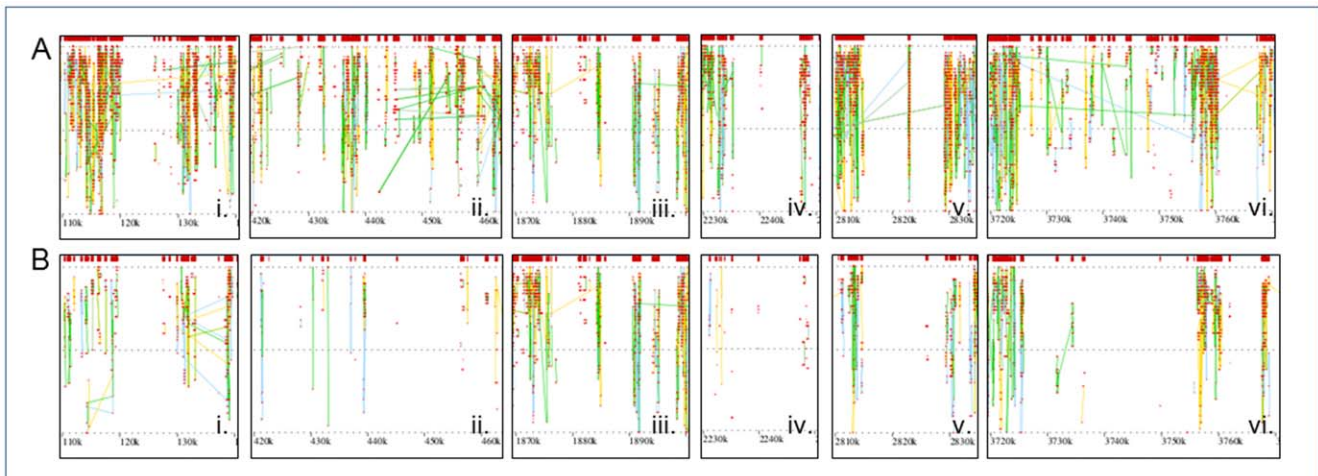 A
i.
ii.
iii.
iv.
v.
vi.
110k 120k 130k
420k 430k 440k 450k 460k
1870k 1880k 1890k
2230k 2240k
2810k 2820k 2830k
3720k 3730k 3740k 3750k 3760k
B
i.
ii.
iii.
iv.
v.
vi.
110k 120k 130k
420k 430k 440k 450k 460k
1870k 1880k 1890k
2230k 2240k
2810k 2820k 2830k
3720k 3730k 3740k 3750k 3760k